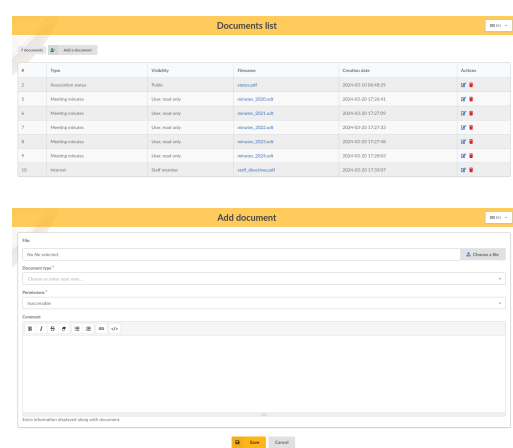 Documents list
EN
7 documents
Add a document
# Type Visibility Filename Creation date Actions
2 Association status Public status.pdf 2024-03-10 06:48:29
5 Meeting minutes User, read only minutes_2020.odt 2024-03-20 17:26:41
6 Meeting minutes User, read only minutes_2021.odt 2024-03-20 17:27:09
7 Meeting minutes User, read only minutes_2022.odt 2024-03-20 17:27:33
8 Meeting minutes User, read only minutes_2023.odt 2024-03-20 17:27:48
9 Meeting minutes User, read only minutes_2024.odt 2024-03-20 17:28:03
10 Internal Staff member staff_directives.pdf 2024-03-20 17:33:07
Add document
EN
File:
No file selected.
Choose a file
Document type *
Choose or enter your own...
Permissions *
Inaccessible
Comment
B I S
</>
Extra information displayed along with document.
Save Cancel